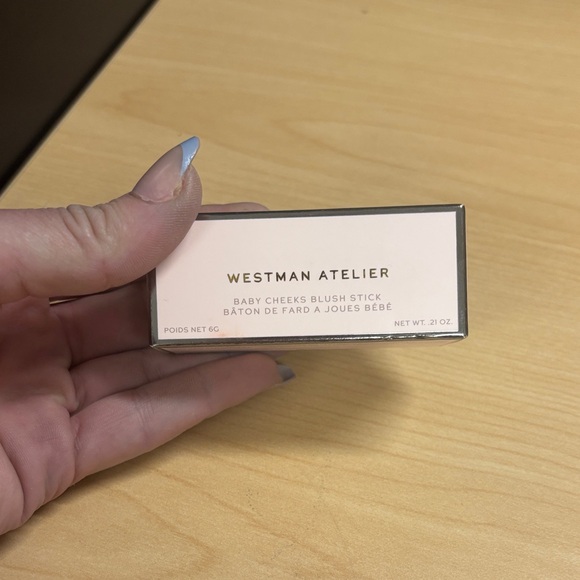 WESTMAN ATELIER
BABY CHEEKS BLUSH STICK
BÂTON DE FARD A JOUES BÉBÉ
POIDS NET 6G
NET WT. .21 OZ.